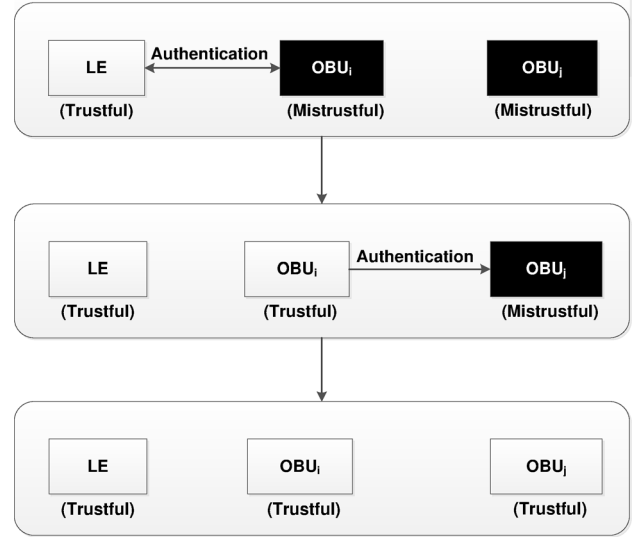 Authentication
LE
OBUi
OBUj
(Trustful)
(Mistrustful)
(Mistrustful)
Authentication
LE
OBUi
OBUj
(Trustful)
(Trustful)
(Mistrustful)
LE
OBUi
OBUj
(Trustful)
(Trustful)
(Trustful)